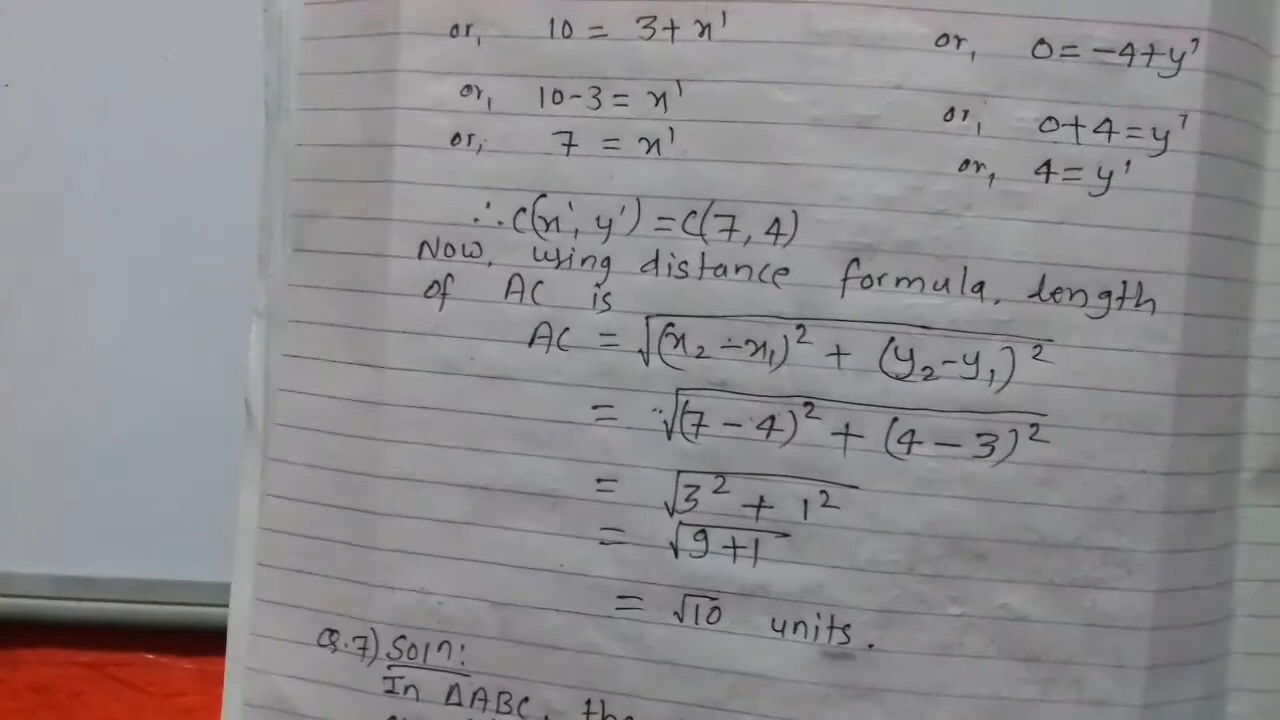 or, 10 = 3 + x' or, 0 = -4 + y'
or, 10 - 3 = x' or, 0 + 4 = y'
or, 7 = x' or, 4 = y'
∴ C(x', y') = C(7, 4)
Now, using distance formula, length
of AC is
AC = √((x₂ - x₁)² + (y₂ - y₁)²)
= √((7 - 4)² + (4 - 3)²)
= √(3² + 1²)
= √(9 + 1)
= √10 units.
Q.7) Soln:
In ΔABC, the